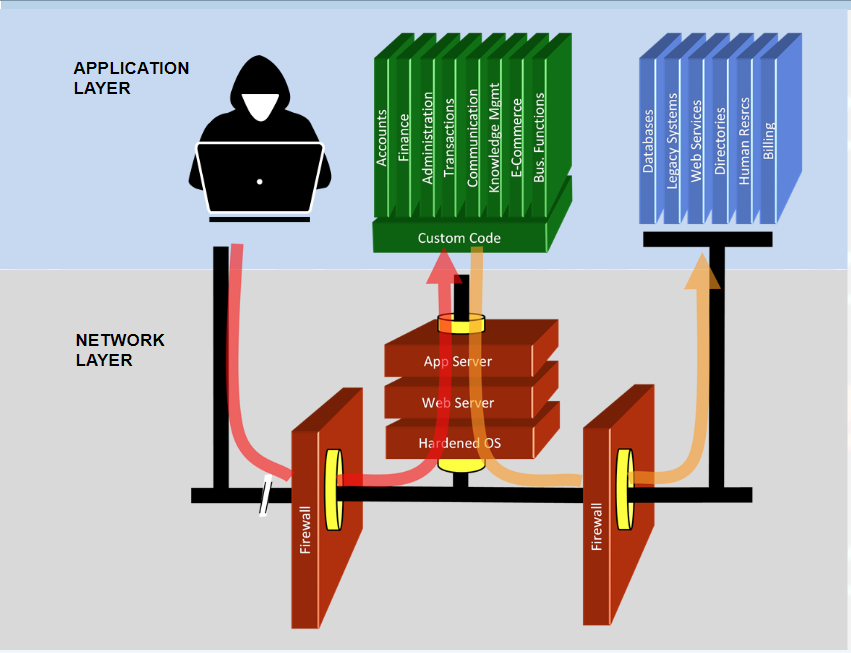 APPLICATION
LAYER
Accounts
Finance
Administration
Transactions
Communication
Knowledge Mgmt
E-Commerce
Bus. Functions
Custom Code
Databases
Legacy Systems
Web Services
Directories
Human Resrcs
Billing
NETWORK
LAYER
App Server
Web Server
Hardened OS
Firewall
Firewall